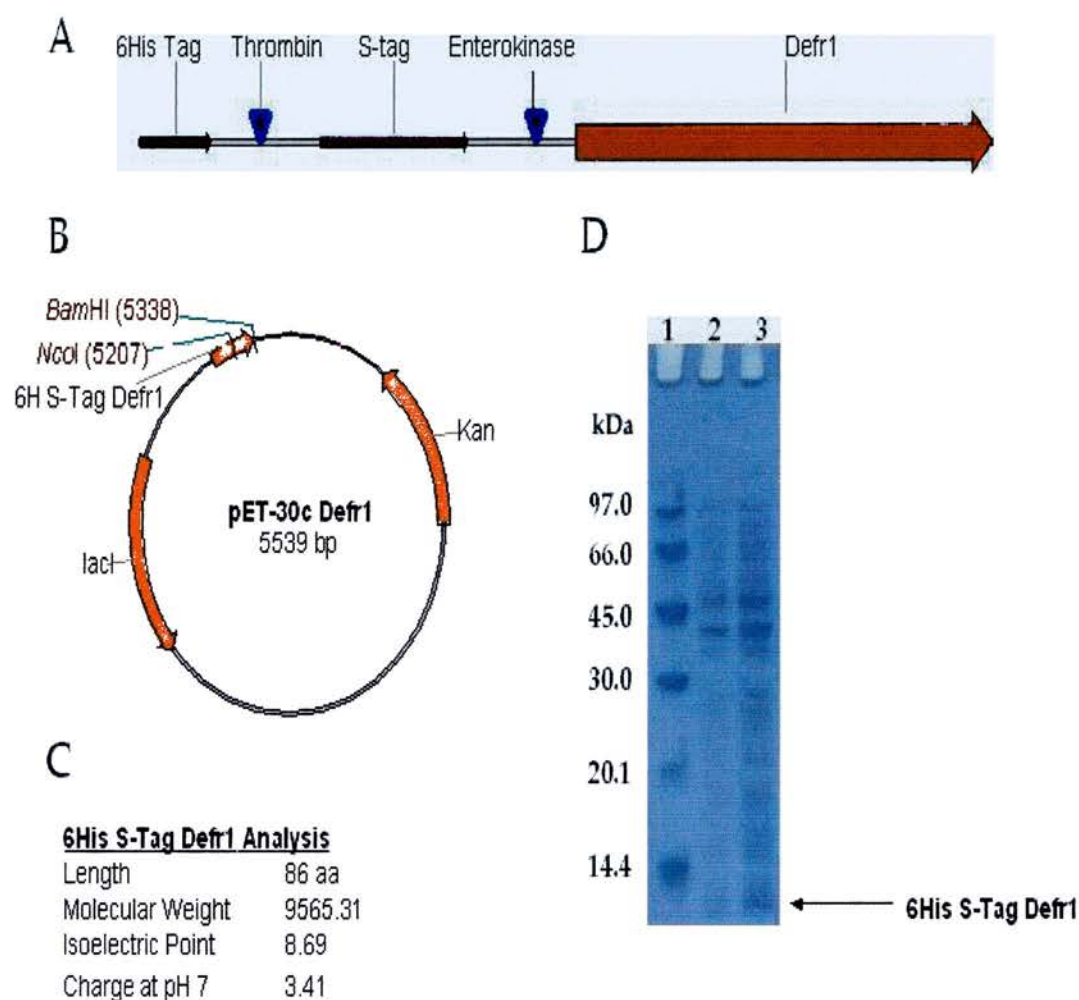 A
6His Tag Thrombin S-tag Enterokinase Defr1
B
BamHI (5338)
NcoI (5207)
6H S-Tag Defr1
Kan
pET-30c Defr1
5539 bp
lacI
C
6His S-Tag Defr1 Analysis
Length 86 aa
Molecular Weight 9565.31
Isoelectric Point 8.69
Charge at pH 7 3.41
D
1 2 3
kDa
97.0
66.0
45.0
30.0
20.1
14.4
6His S-Tag Defr1